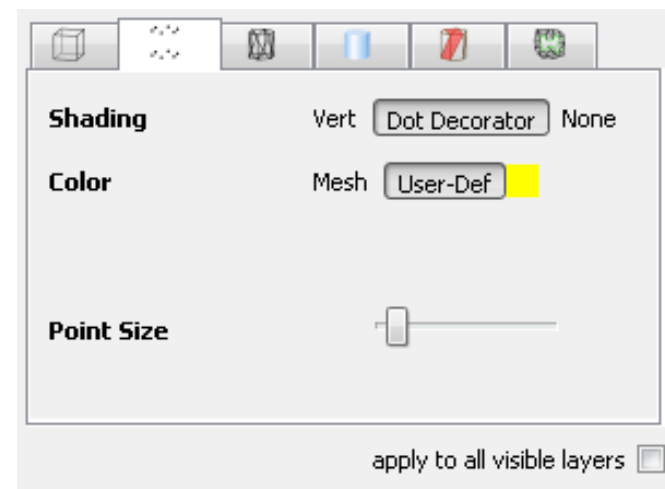 Shading Vert Dot Decorator None
Color Mesh User-Def
Point Size
apply to all visible layers